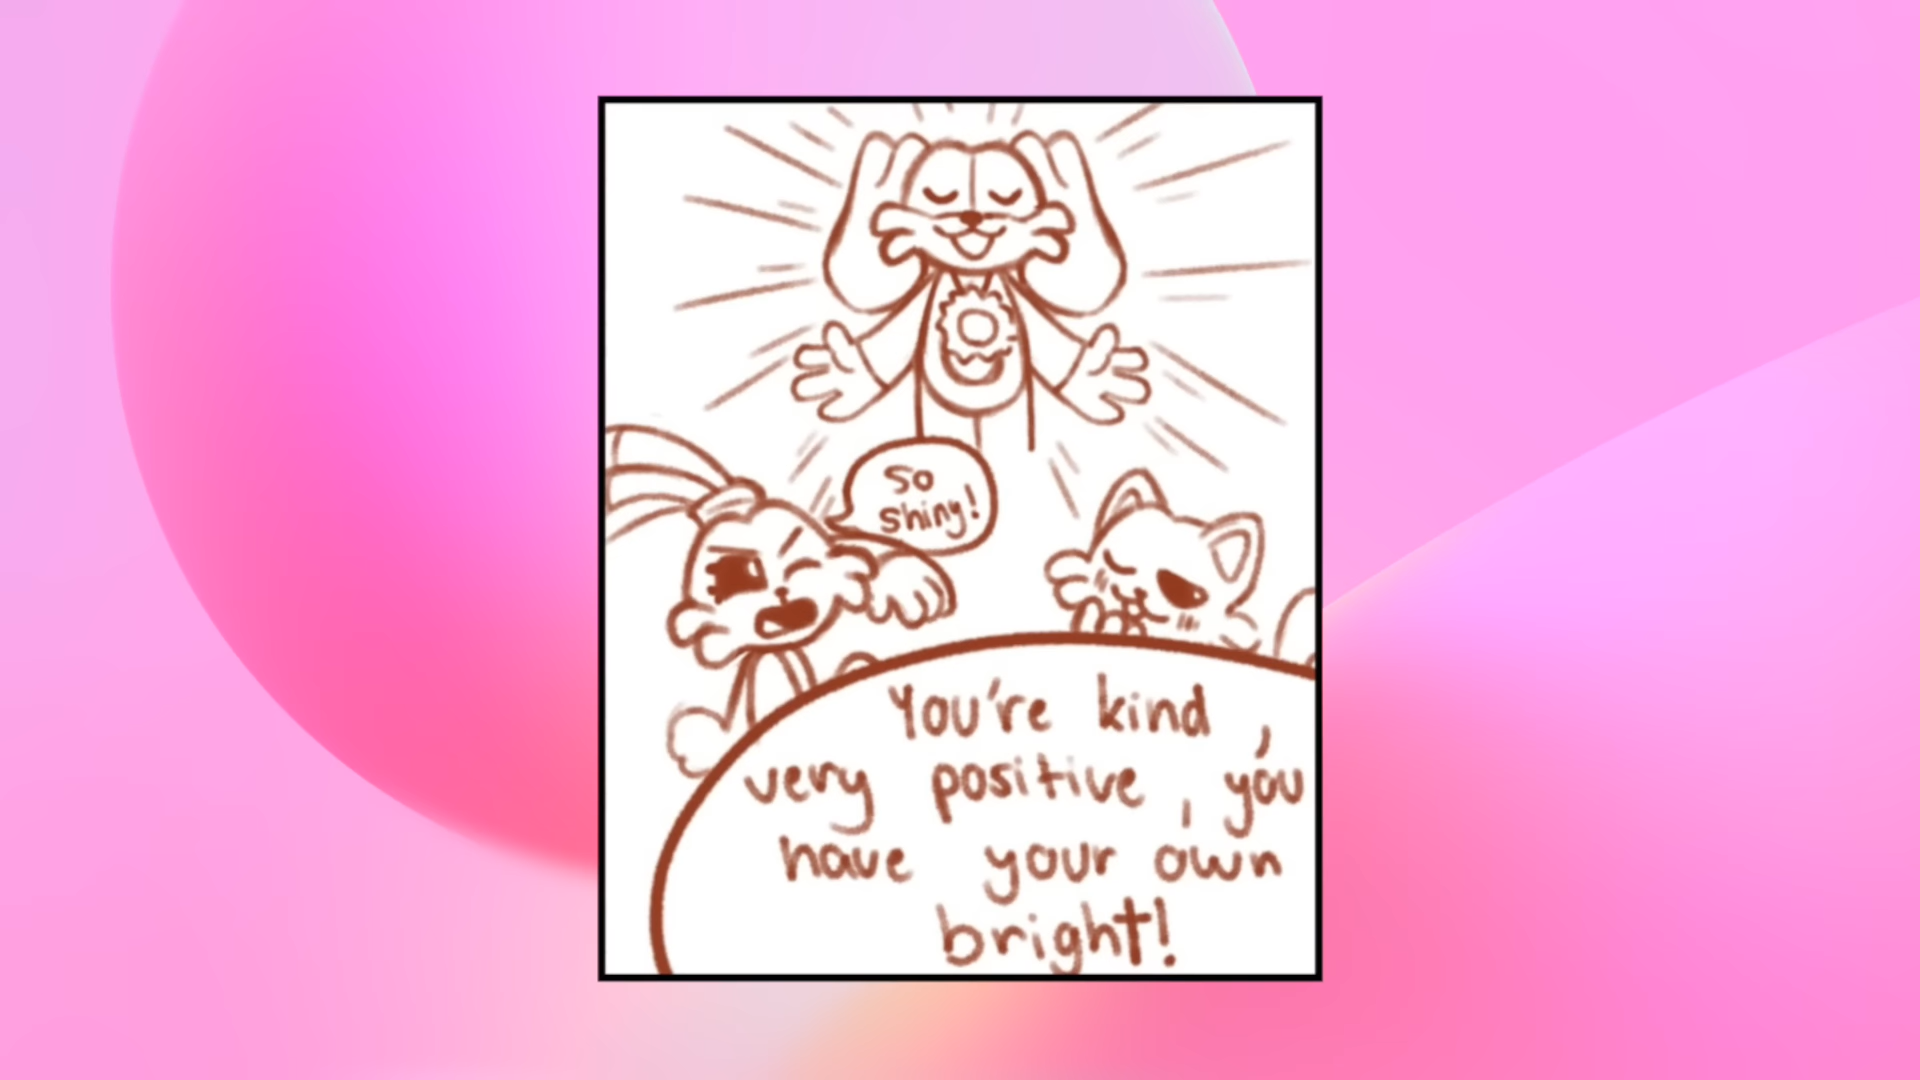 So
shiny!
You're kind,
very positive, you
have your own
bright!